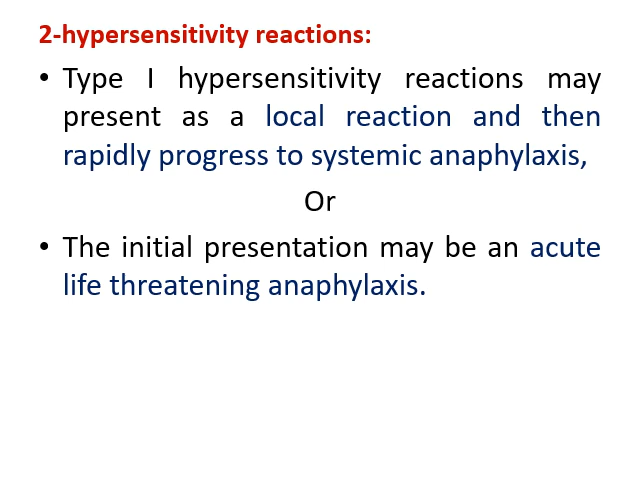 2-hypersensitivity reactions:
• Type I hypersensitivity reactions may
present as a local reaction and then
rapidly progress to systemic anaphylaxis,
Or
• The initial presentation may be an acute
life threatening anaphylaxis.